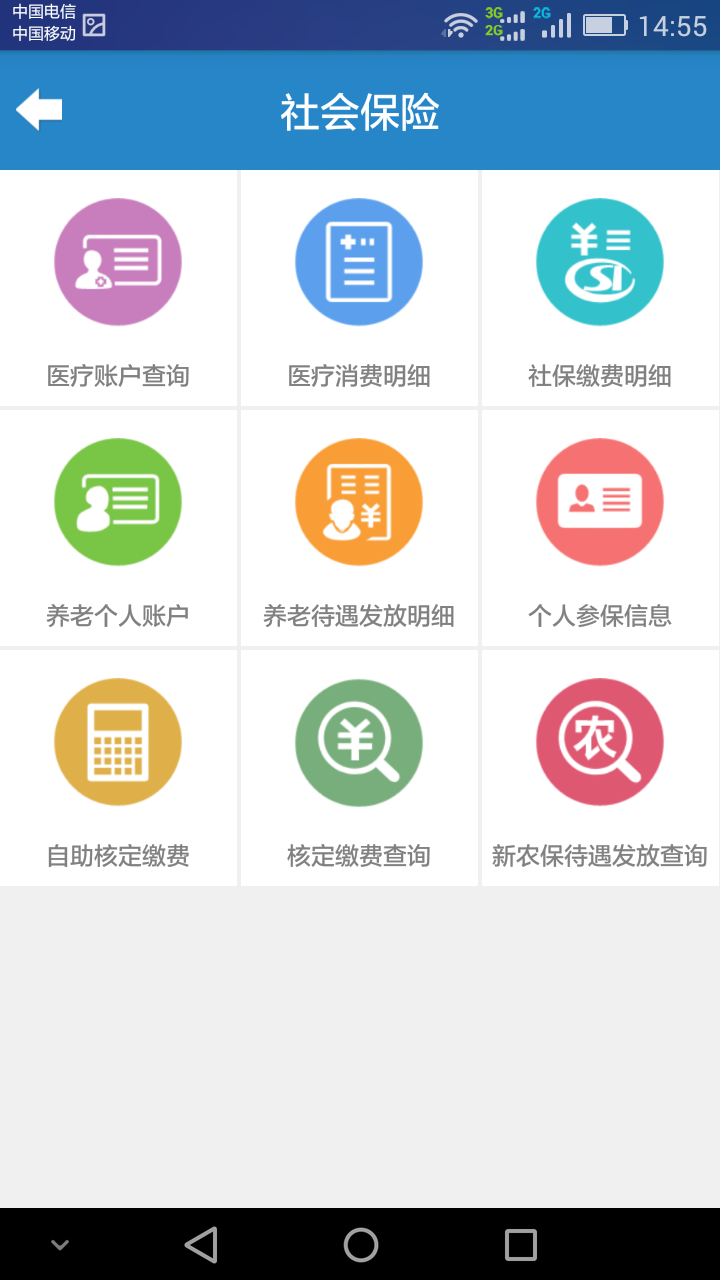 中国电信
中国移动
3G
2G
2G
14:55
社会保险
¥
SI
医疗账户查询
医疗消费明细
社保缴费明细
¥
养老个人账户
养老待遇发放明细
个人参保信息
¥
农
自助核定缴费
核定缴费查询
新农保待遇发放查询